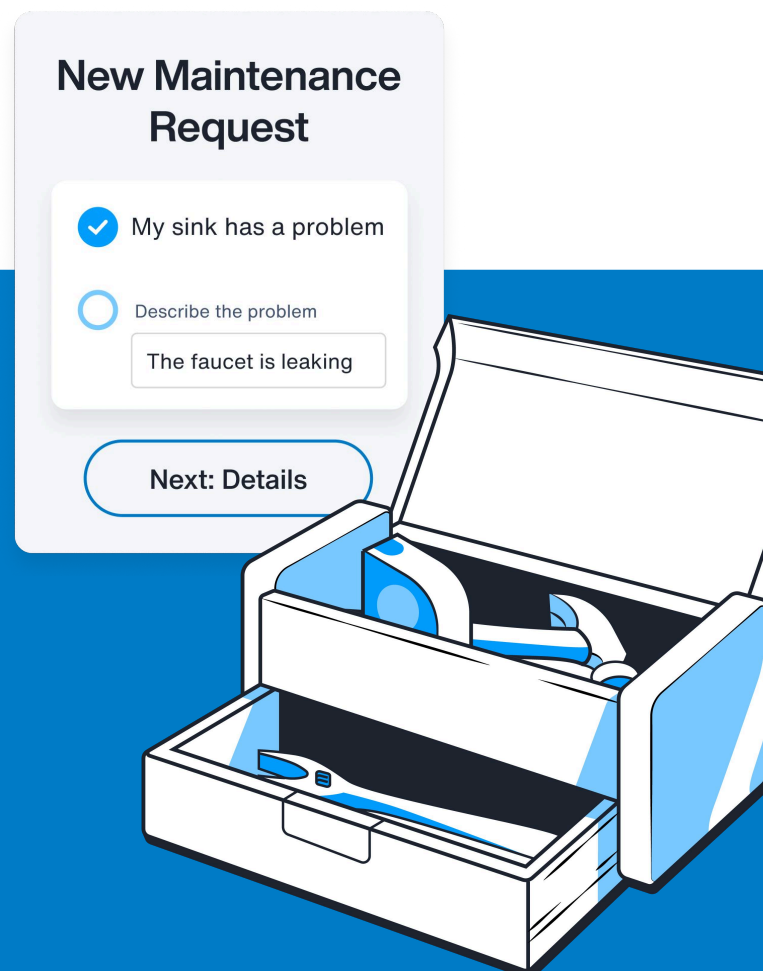 New Maintenance
Request
My sink has a problem
Describe the problem
The faucet is leaking
Next: Details